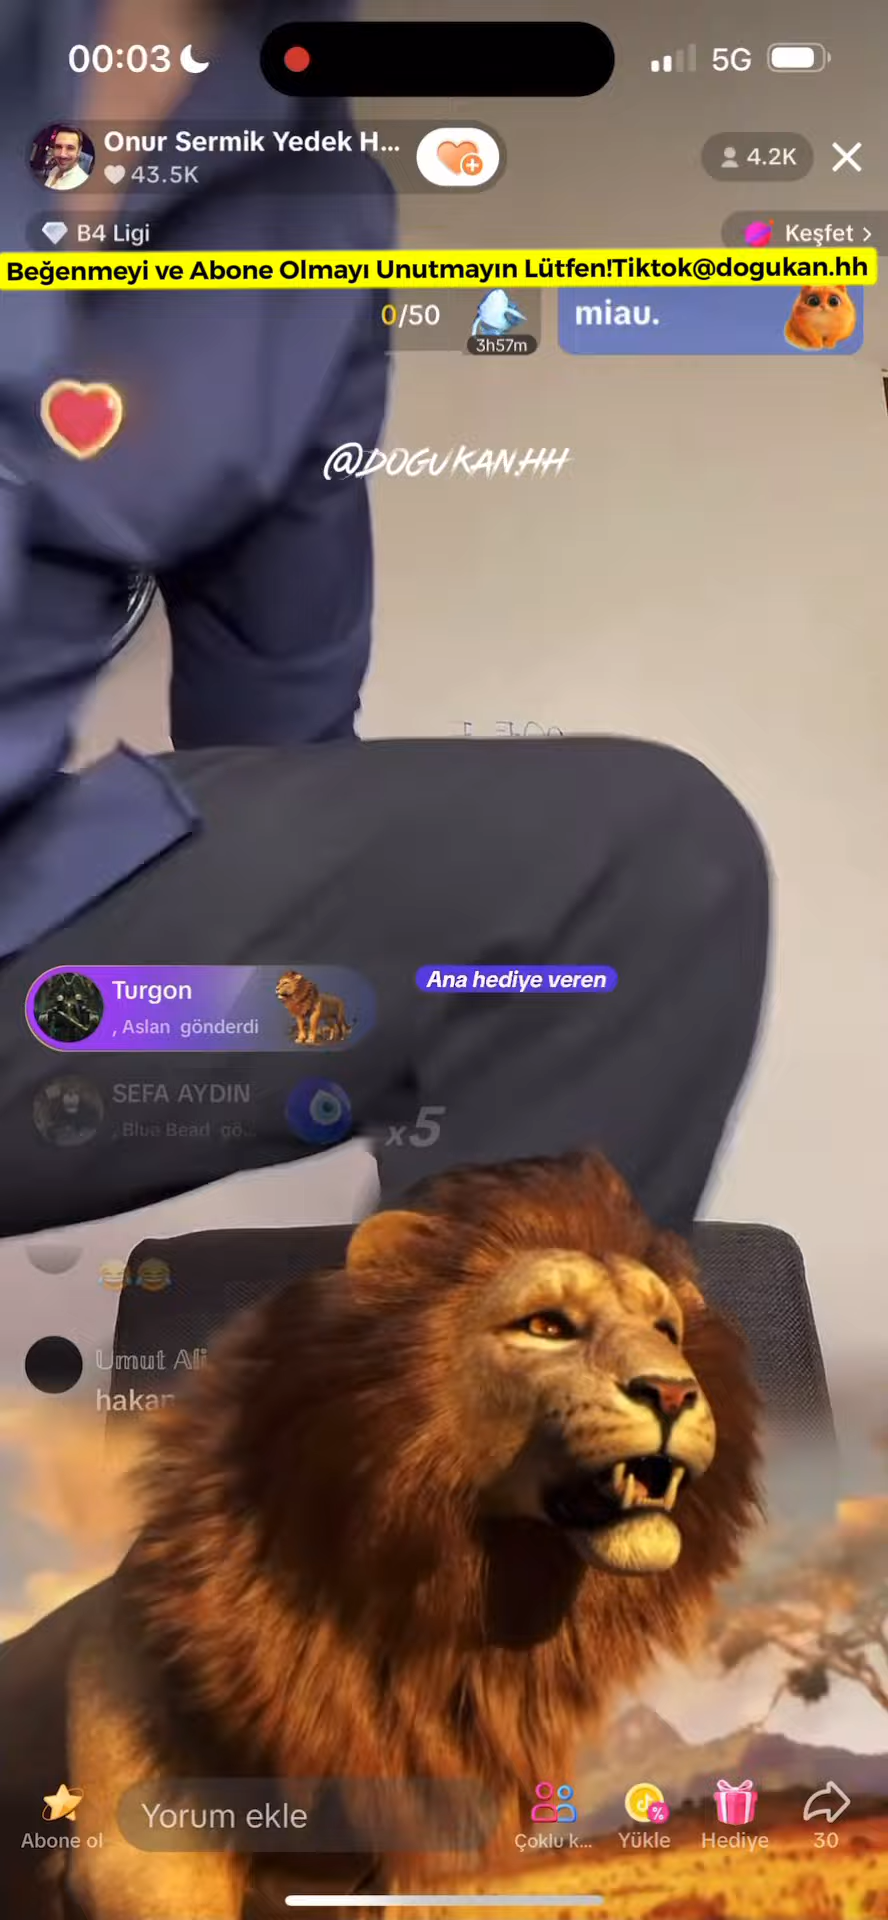 00:03
5G
Onur Sermik Yedek H...
43.5K
4.2K
B4 Ligi
Keşfet >
Beğenmeyi ve Abone Olmayı Unutmayın Lütfen!Tiktok@dogukan.hh
0/50
3h57m
miau.
@DOGUKAN.HH
Turgon
, Aslan gönderdi
Ana hediye veren
SEFA AYDIN
, Blue Bead gö...
x5
Umut Ali
hakan
Yorum ekle
Abone ol
Çoklu k...
Yükle
Hediye
30